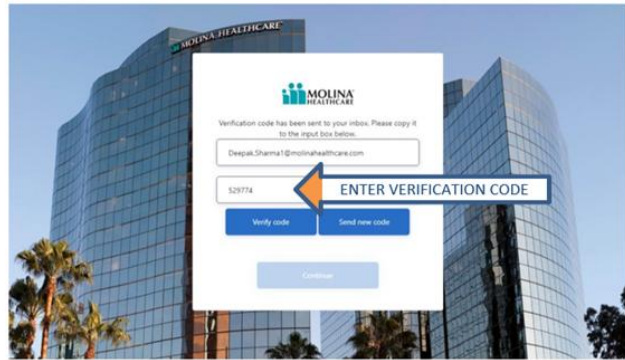 MOLINA HEALTHCARE
MOLINA
HEALTHCARE
Verification code has been sent to your inbox. Please copy it
to the input box below.
Deepak.Sharma1@molinahealthcare.com
529774
ENTER VERIFICATION CODE
Verify code Send new code
Continue